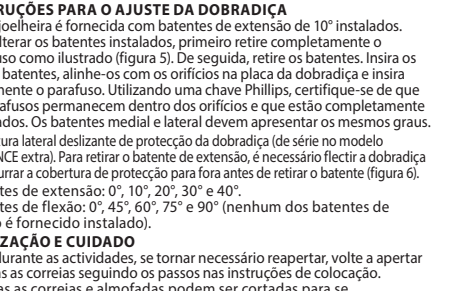 RUÇÕES PARA O AJUSTE DA DOBRADIÇA
joelheira é fornecida com batentes de extensão de 10° instalados.
lterar os batentes instalados, primeiro retire completamente o
uso como ilustrado (figura 5). De seguida, retire os batentes. Insira os
batentes, alinhe-os com os orifícios na placa da dobradiça e insira
mente o parafuso. Utilizando uma chave Phillips, certifique-se de que
rafusos permanecem dentro dos orifícios e que estão completamente
ados. Os batentes medial e lateral devem apresentar os mesmos graus.
tura lateral deslizante de protecção da dobradiça (de série no modelo
NCE extra). Para retirar o batente de extensão, é necessário flectir a dobradiça
urrar a cobertura de protecção para fora antes de retirar o batente (figura 6).
tes de extensão: 0°, 10°, 20°, 30° e 40°.
tes de flexão: 0°, 45°, 60°, 75° e 90° (nenhum dos batentes de
o é fornecido instalado).
IZAÇÃO E CUIDADO
durante as actividades, se tornar necessário reapertar, volte a apertar
as as correias seguindo os passos nas instruções de colocação.
as as correias e almofadas podem ser cortadas para se